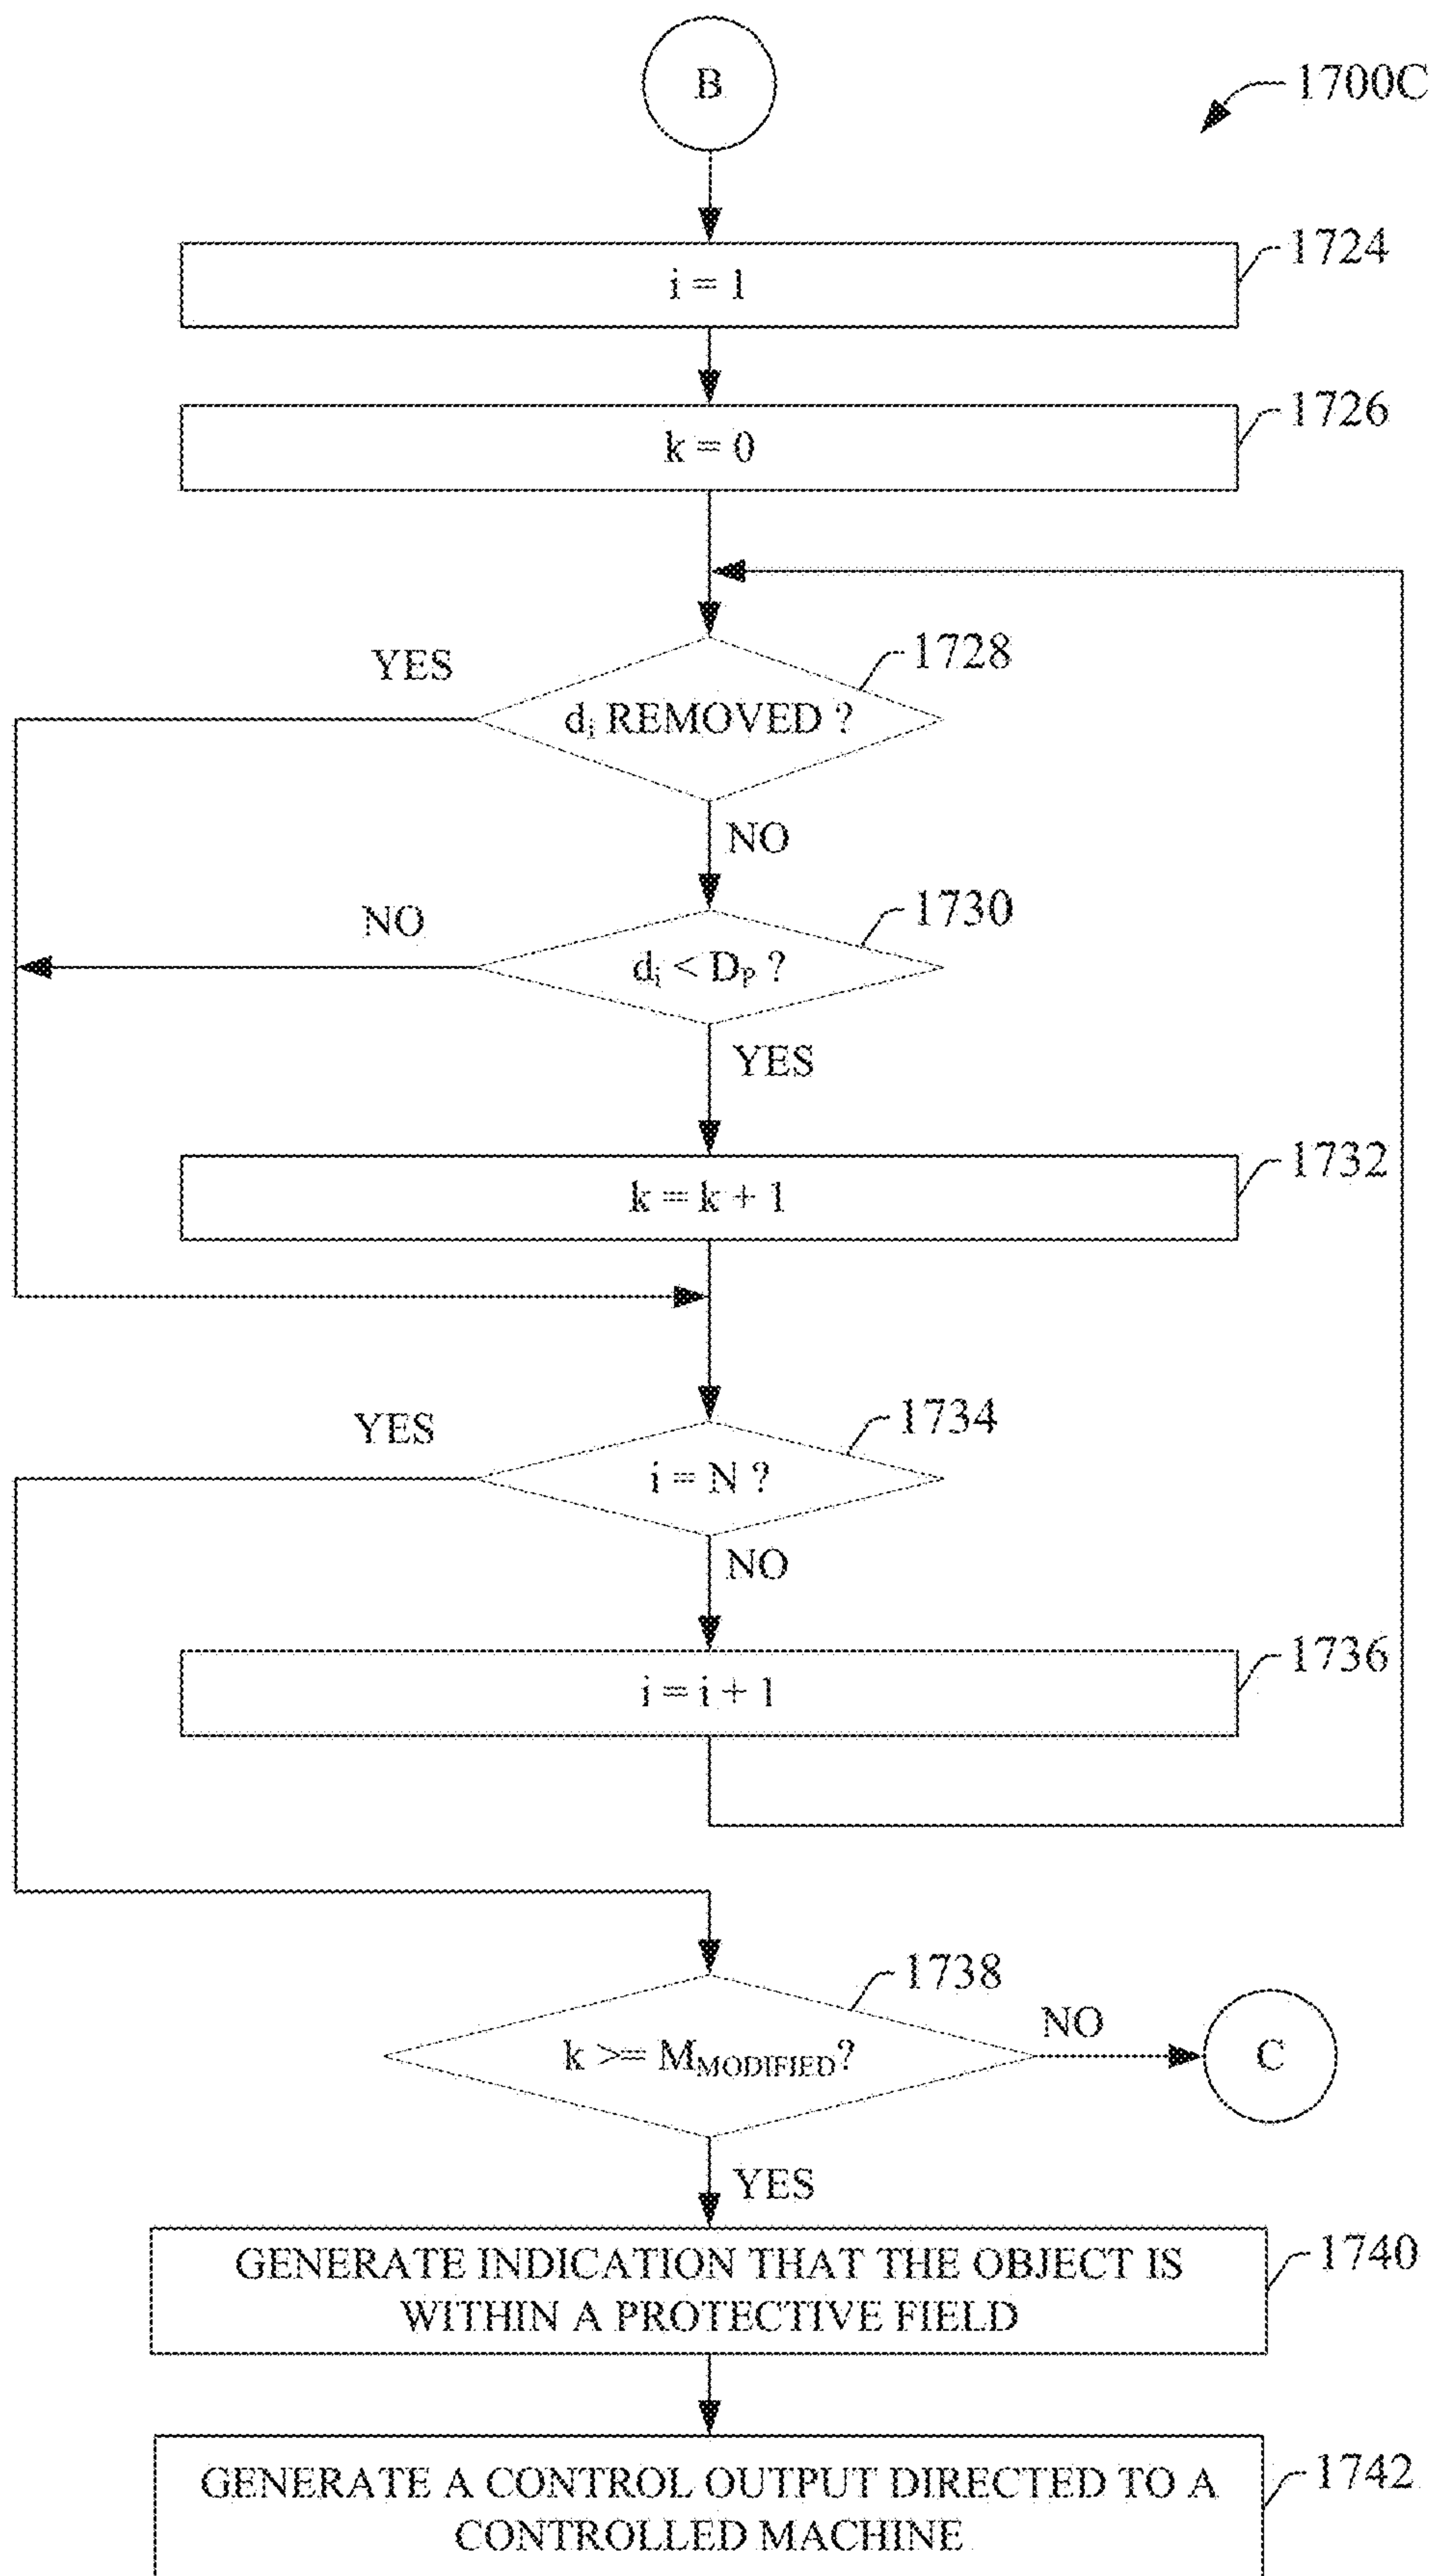 B
1700C
1724
i = 1
1726
k = 0
YES
1728
dᵢ REMOVED ?
NO
NO
1730
dᵢ < Dₚ ?
YES
1732
k = k + 1
YES
1734
i = N ?
NO
1736
i = i + 1
1738
NO
k >= M_MODIFIED?
C
YES
1740
GENERATE INDICATION THAT THE OBJECT IS
WITHIN A PROTECTIVE FIELD
1742
GENERATE A CONTROL OUTPUT DIRECTED TO A
CONTROLLED MACHINE